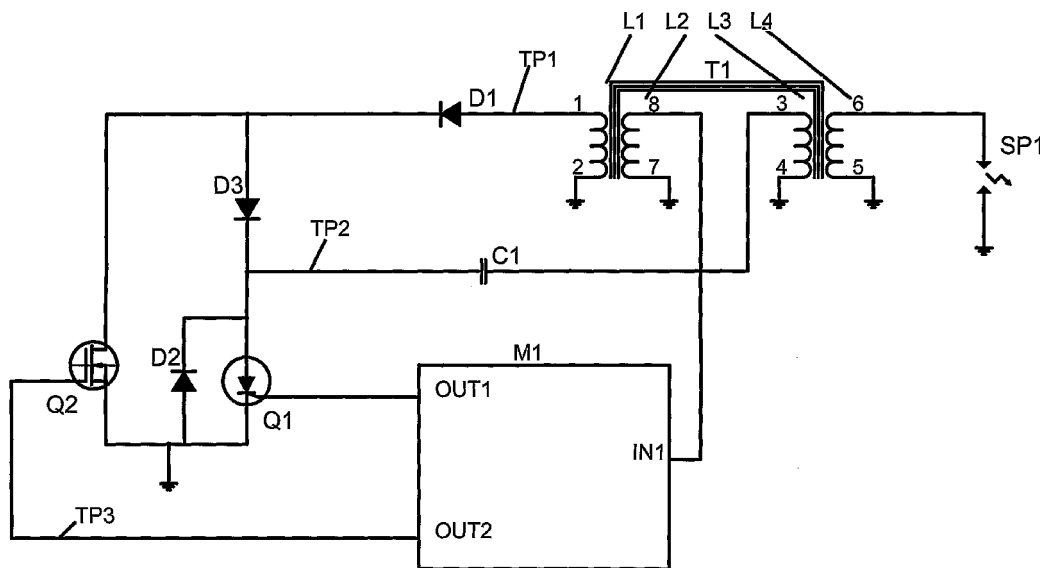 L1 L2 L3 L4
TP1 T1
D1 1 8 3 6
SP1
2 7 4 5
D3
TP2
C1
M1
D2
OUT1
Q2 Q1
IN1
TP3
OUT2